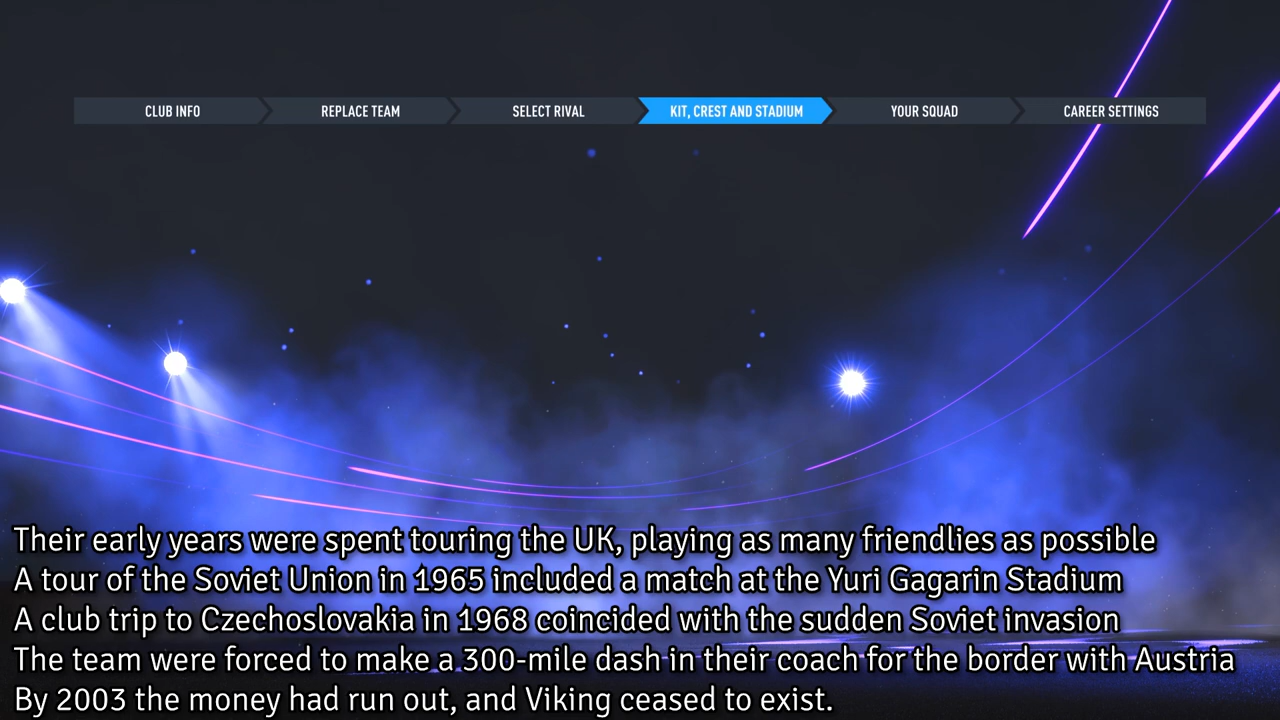 CLUB INFO
REPLACE TEAM
SELECT RIVAL
KIT, CREST AND STADIUM
YOUR SQUAD
CAREER SETTINGS
Their early years were spent touring the UK, playing as many friendlies as possible
A tour of the Soviet Union in 1965 included a match at the Yuri Gagarin Stadium
A club trip to Czechoslovakia in 1968 coincided with the sudden Soviet invasion
The team were forced to make a 300-mile dash in their coach for the border with Austria
By 2003 the money had run out, and Viking ceased to exist.